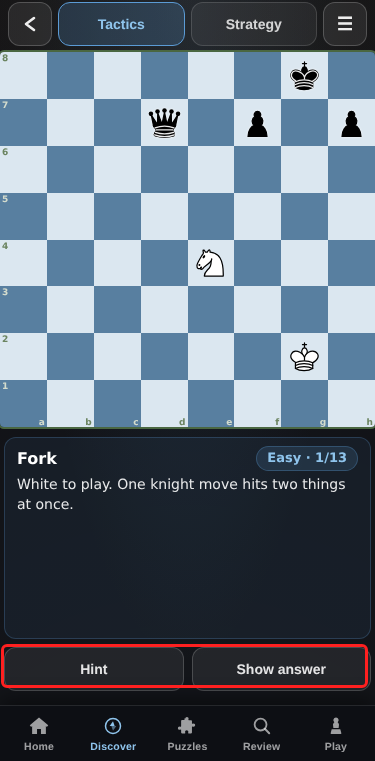 Tactics
Strategy
8
7
6
5
4
3
2
1
a b c d e f g h
Fork
Easy · 1/13
White to play. One knight move hits two things
at once.
Hint
Show answer
Home
Discover
Puzzles
Review
Play